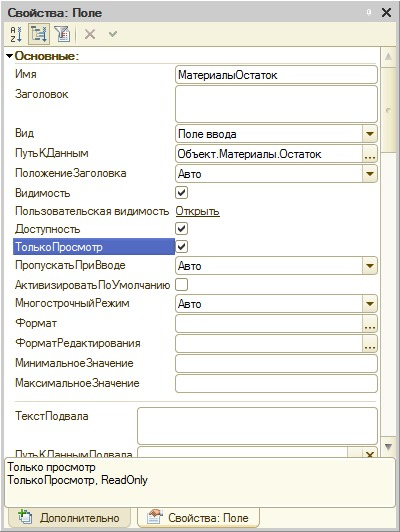 Свойства: Поле
Основные:
Имя МатериалыОстаток
Заголовок
Вид Поле ввода
ПутьКДанным Объект.Материалы.Остаток ...
ПоложениеЗаголовка Авто
Видимость
Пользовательская видимость Открыть
Доступность
ТолькоПросмотр
ПропускатьПриВводе Авто
АктивизироватьПоУмолчанию
МногострочныйРежим Авто
Формат ...
ФорматРедактирования ...
МинимальноеЗначение
МаксимальноеЗначение
ТекстПодвала
ПутьКДаннымПодвала
Только просмотр
ТолькоПросмотр, ReadOnly
Дополнительно Свойства: Поле